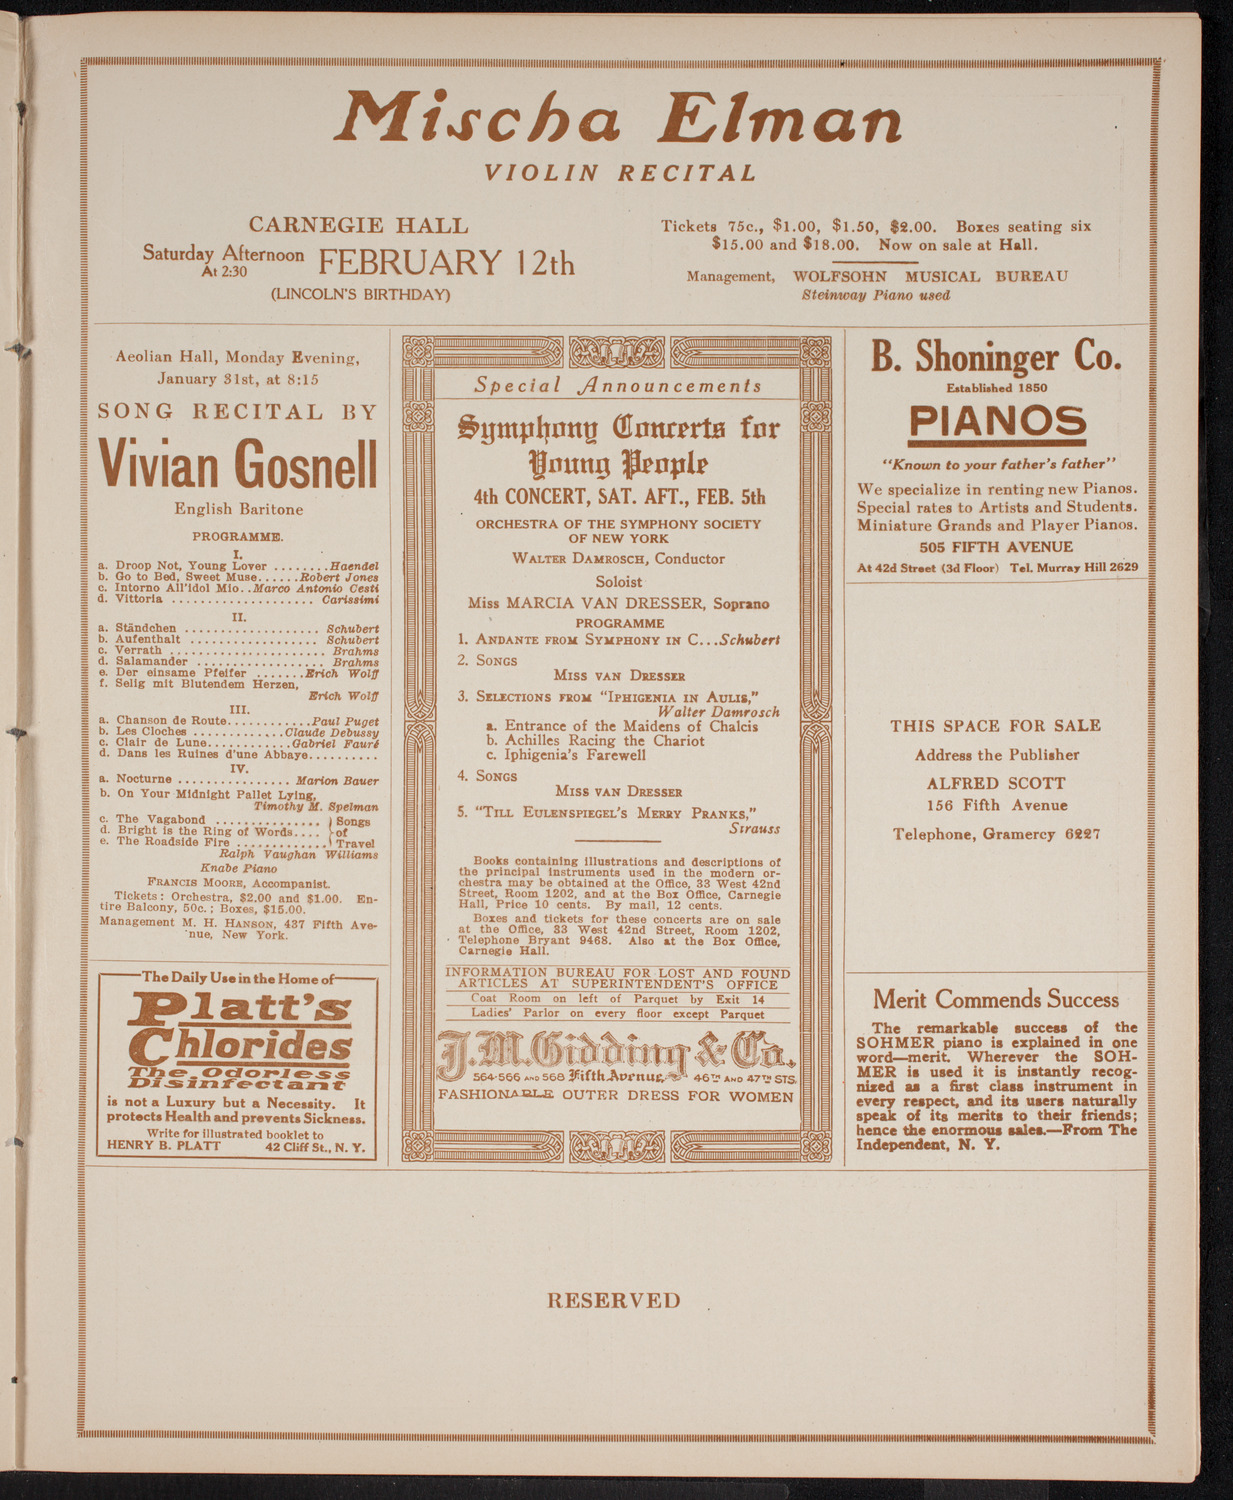 Mischa Elman
VIOLIN RECITAL
CARNEGIE HALL
Saturday Afternoon
At 2:30
FEBRUARY 12th
(LINCOLN'S BIRTHDAY)
Tickets 75c., $1.00, $1.50, $2.00. Boxes seating six
$15.00 and $18.00. Now on sale at Hall.
Management, WOLFSOHN MUSICAL BUREAU
Steinway Piano used
Aeolian Hall, Monday Evening,
January 31st, at 8:15
SONG RECITAL BY
Vivian Gosnell
English Baritone
PROGRAMME.
I.
a. Droop Not, Young Lover ........Haendel
b. Go to Bed, Sweet Muse......Robert Jones
c. Intorno All'idol Mio..Marco Antonio Cesti
d. Vittoria .................... Carissimi
II.
a. Ständchen ................... Schubert
b. Aufenthalt .................. Schubert
c. Verrath ...................... Brahms
d. Salamander .................. Brahms
e. Der einsame Pfeifer .......Erich Wolff
f. Selig mit Blutendem Herzen,
Erich Wolff
III.
a. Chanson de Route............Paul Puget
b. Les Cloches .............Claude Debussy
c. Clair de Lune............Gabriel Fauré
d. Dans les Ruines d'une Abbaye..........
IV.
a. Nocturne ................ Marion Bauer
b. On Your Midnight Pallet Lying,
Timothy M. Spelman
c. The Vagabond ............... } Songs
d. Bright is the Ring of Words.... } of
e. The Roadside Fire ............. } Travel
Ralph Vaughan Williams
Knabe Piano
FRANCIS MOORE, Accompanist.
Tickets: Orchestra, $2.00 and $1.00. En-
tire Balcony, 50c.; Boxes, $15.00.
Management M. H. HANSON, 437 Fifth Ave-
nue, New York.
The Daily Use in the Home of
Platt's
Chlorides
The Odorless
Disinfectant
is not a Luxury but a Necessity. It
protects Health and prevents Sickness.
Write for illustrated booklet to
HENRY B. PLATT 42 Cliff St., N. Y.
Special Announcements
Symphony Concerts for
Young People
4th CONCERT, SAT. AFT., FEB. 5th
ORCHESTRA OF THE SYMPHONY SOCIETY
OF NEW YORK
WALTER DAMROSCH, Conductor
Soloist
Miss MARCIA VAN DRESSER, Soprano
PROGRAMME
1. ANDANTE FROM SYMPHONY IN C...Schubert
2. SONGS
MISS VAN DRESSER
3. SELECTIONS FROM "IPHIGENIA IN AULIS,"
Walter Damrosch
a. Entrance of the Maidens of Chalcis
b. Achilles Racing the Chariot
c. Iphigenia's Farewell
4. SONGS
MISS VAN DRESSER
5. "TILL EULENSPIEGEL'S MERRY PRANKS,"
Strauss
Books containing illustrations and descriptions of
the principal instruments used in the modern or-
chestra may be obtained at the Office, 33 West 42nd
Street, Room 1202, and at the Box Office, Carnegie
Hall, Price 10 cents. By mail, 12 cents.
Boxes and tickets for these concerts are on sale
at the Office, 33 West 42nd Street, Room 1202,
Telephone Bryant 9468. Also at the Box Office,
Carnegie Hall.
INFORMATION BUREAU FOR LOST AND FOUND
ARTICLES AT SUPERINTENDENT'S OFFICE
Coat Room on left of Parquet by Exit 14
Ladies' Parlor on every floor except Parquet
J.M. Gidding & Co.
564-566 AND 568 Fifth Avenue, 46TH AND 47TH STS.
FASHIONABLE OUTER DRESS FOR WOMEN
B. Shoninger Co.
Established 1850
PIANOS
"Known to your father's father"
We specialize in renting new Pianos.
Special rates to Artists and Students.
Miniature Grands and Player Pianos.
505 FIFTH AVENUE
At 42d Street (3d Floor) Tel. Murray Hill 2629
THIS SPACE FOR SALE
Address the Publisher
ALFRED SCOTT
156 Fifth Avenue
Telephone, Gramercy 6227
Merit Commends Success
The remarkable success of the
SOHMER piano is explained in one
word—merit. Wherever the SOH-
MER is used it is instantly recog-
nized as a first class instrument in
every respect, and its users naturally
speak of its merits to their friends;
hence the enormous sales.—From The
Independent, N. Y.
RESERVED